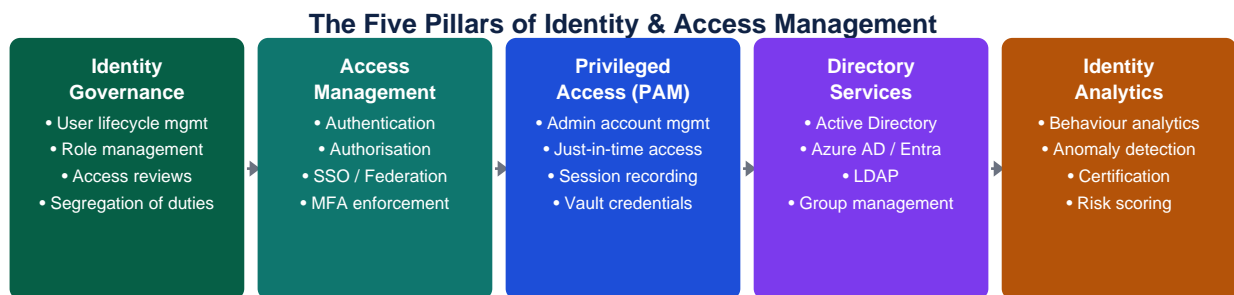 The Five Pillars of Identity & Access Management
Identity
Governance
• User lifecycle mgmt
• Role management
• Access reviews
• Segregation of duties
Access
Management
• Authentication
• Authorisation
• SSO / Federation
• MFA enforcement
Privileged
Access (PAM)
• Admin account mgmt
• Just-in-time access
• Session recording
• Vault credentials
Directory
Services
• Active Directory
• Azure AD / Entra
• LDAP
• Group management
Identity
Analytics
• Behaviour analytics
• Anomaly detection
• Certification
• Risk scoring